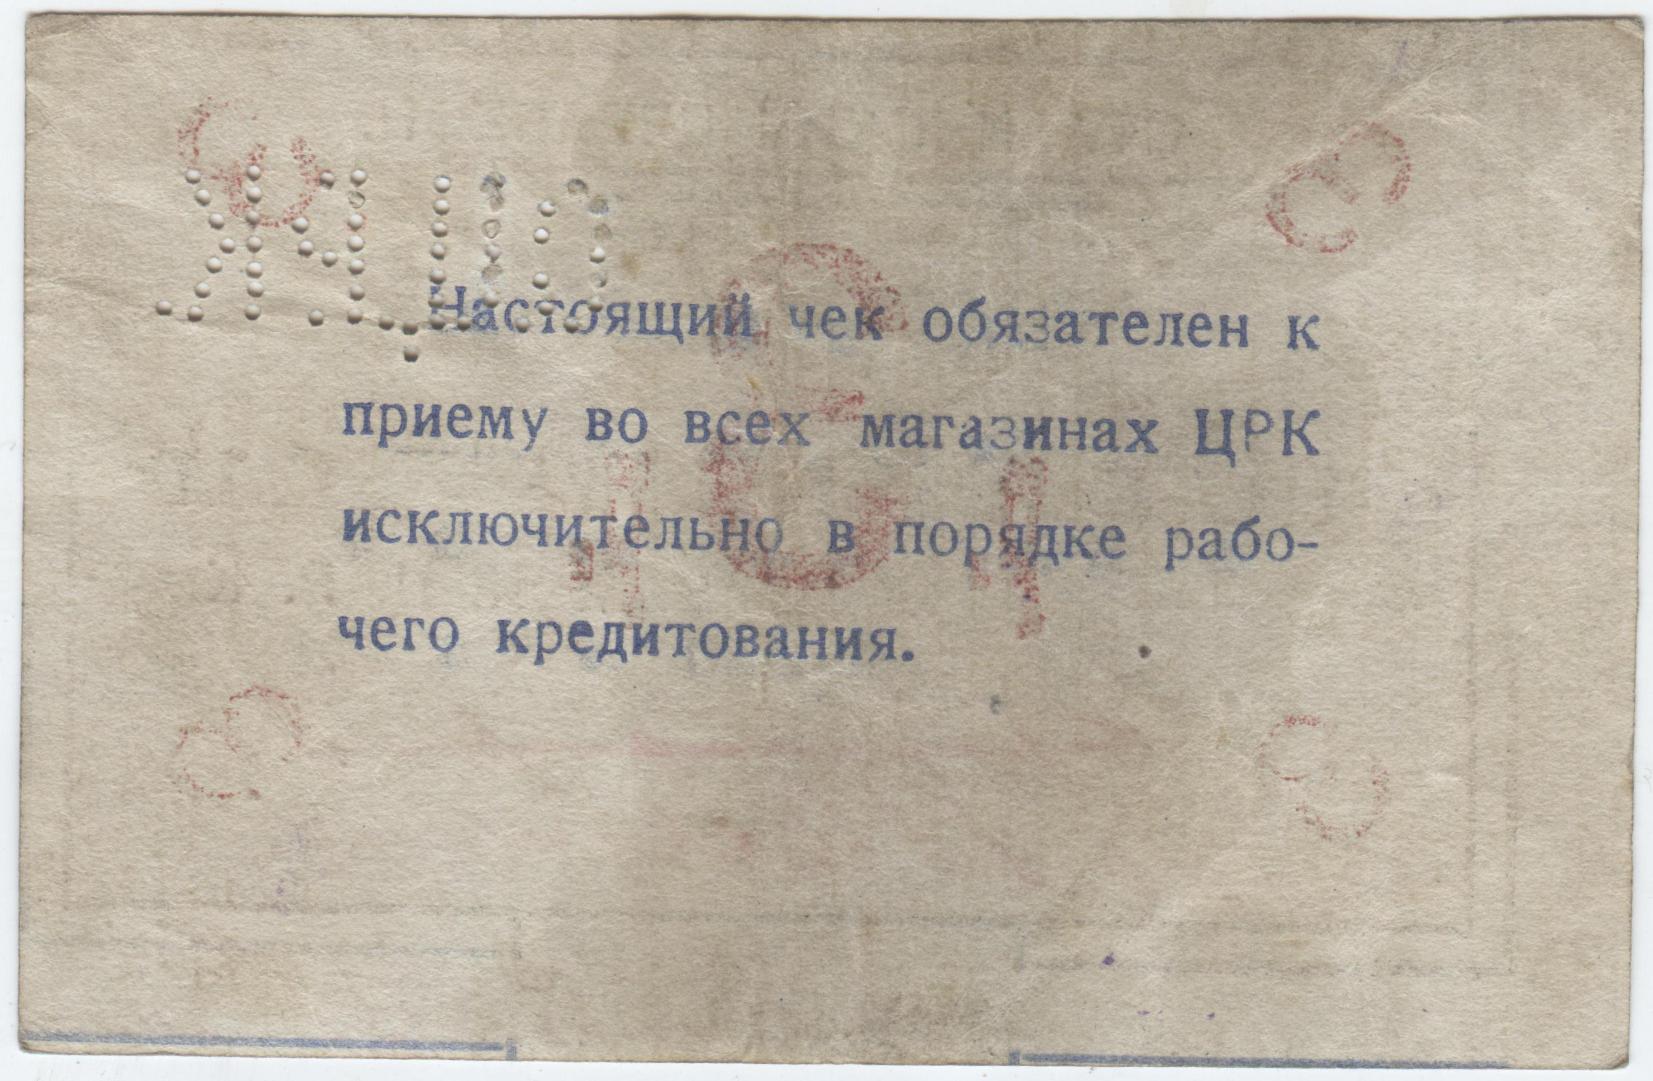 Настоящий чек обязателен к
приему во всех магазинах ЦРК
исключительно в порядке рабо-
чего кредитования.